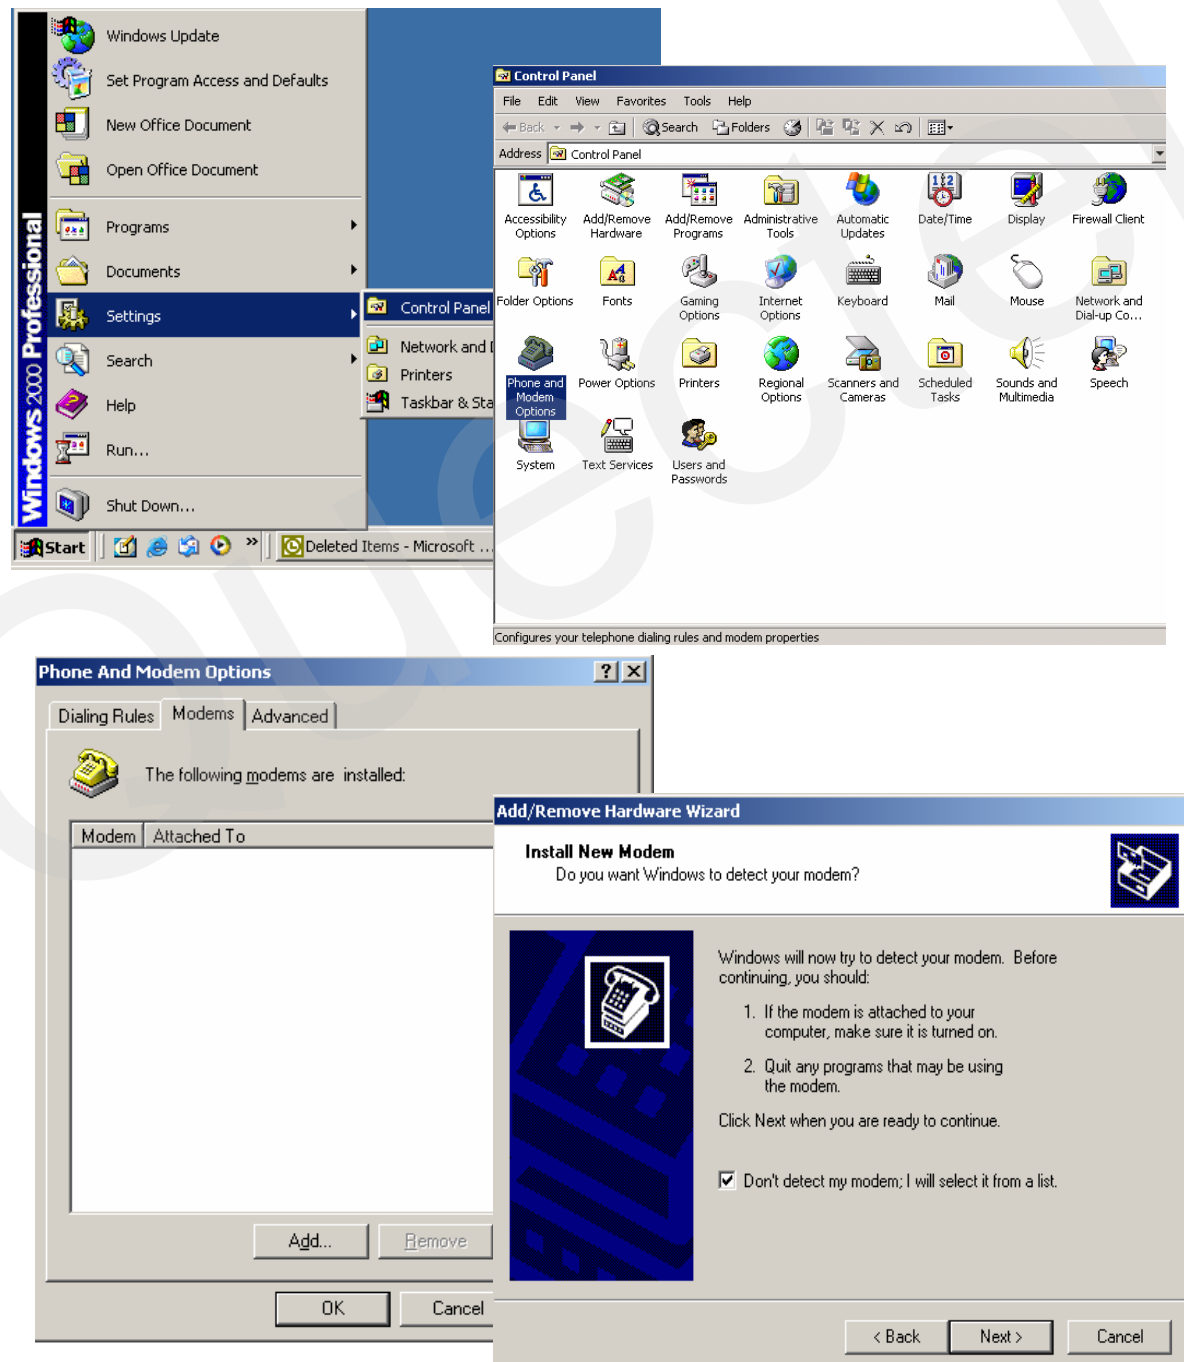 Windows 2000 Professional
Windows Update
Set Program Access and Defaults
New Office Document
Open Office Document
Programs
Documents
Settings
Search
Help
Run...
Shut Down...
Control Panel
Network and
Printers
Taskbar & Sta
Start
»
Deleted Items - Microsoft ...
Control Panel
File Edit View Favorites Tools Help
Back Search Folders
Address Control Panel
Accessibility Options
Add/Remove Hardware
Add/Remove Programs
Administrative Tools
Automatic Updates
Date/Time
Display
Firewall Client
Folder Options
Fonts
Gaming Options
Internet Options
Keyboard
Mail
Mouse
Network and Dial-up Co...
Phone and Modem Options
Power Options
Printers
Regional Options
Scanners and Cameras
Scheduled Tasks
Sounds and Multimedia
Speech
System
Text Services
Users and Passwords
Configures your telephone dialing rules and modem properties
Phone And Modem Options
Dialing Rules Modems Advanced
The following modems are installed:
Modem Attached To
Add... Remove
OK Cancel
Add/Remove Hardware Wizard
Install New Modem
Do you want Windows to detect your modem?
Windows will now try to detect your modem. Before
continuing, you should:
1. If the modem is attached to your
computer, make sure it is turned on.
2. Quit any programs that may be using
the modem.
Click Next when you are ready to continue.
Don't detect my modem; I will select it from a list.
< Back Next > Cancel
Quectel